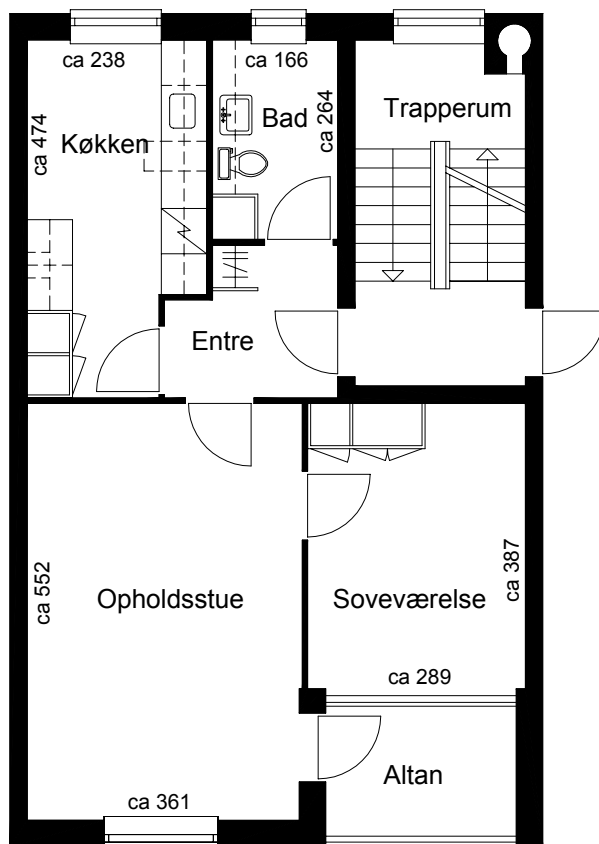 ca 238
ca 166
ca 474
Køkken
Bad
ca 264
Trapperum
Entre
ca 552
Opholdsstue
Soveværelse
ca 387
ca 289
ca 361
Altan